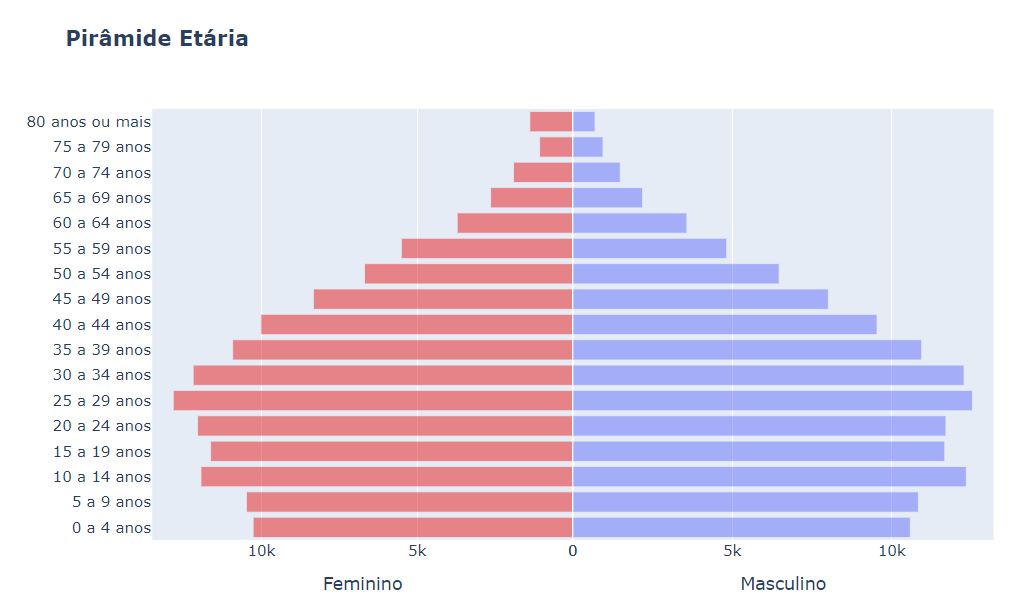 Pirâmide Etária
80 anos ou mais
75 a 79 anos
70 a 74 anos
65 a 69 anos
60 a 64 anos
55 a 59 anos
50 a 54 anos
45 a 49 anos
40 a 44 anos
35 a 39 anos
30 a 34 anos
25 a 29 anos
20 a 24 anos
15 a 19 anos
10 a 14 anos
5 a 9 anos
0 a 4 anos
10k 5k 0 5k 10k
Feminino Masculino